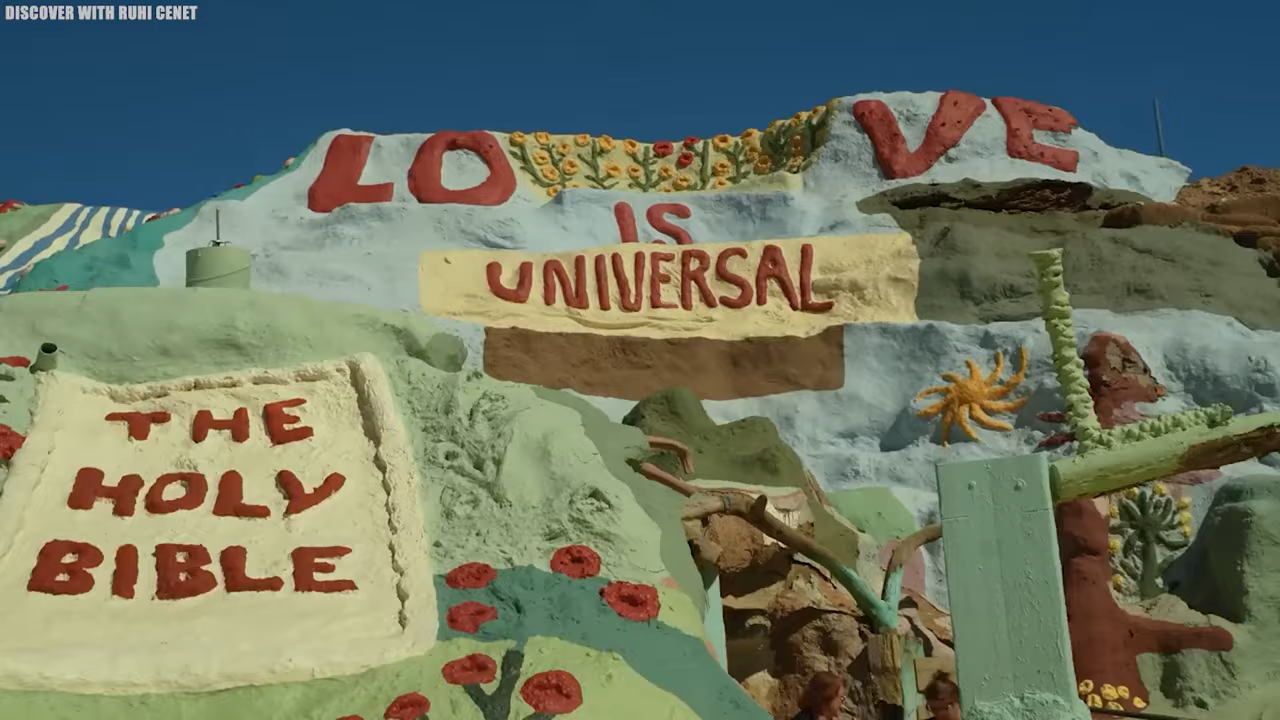 DISCOVER WITH RUHI CENET
LOVE
IS
UNIVERSAL
THE
HOLY
BIBLE